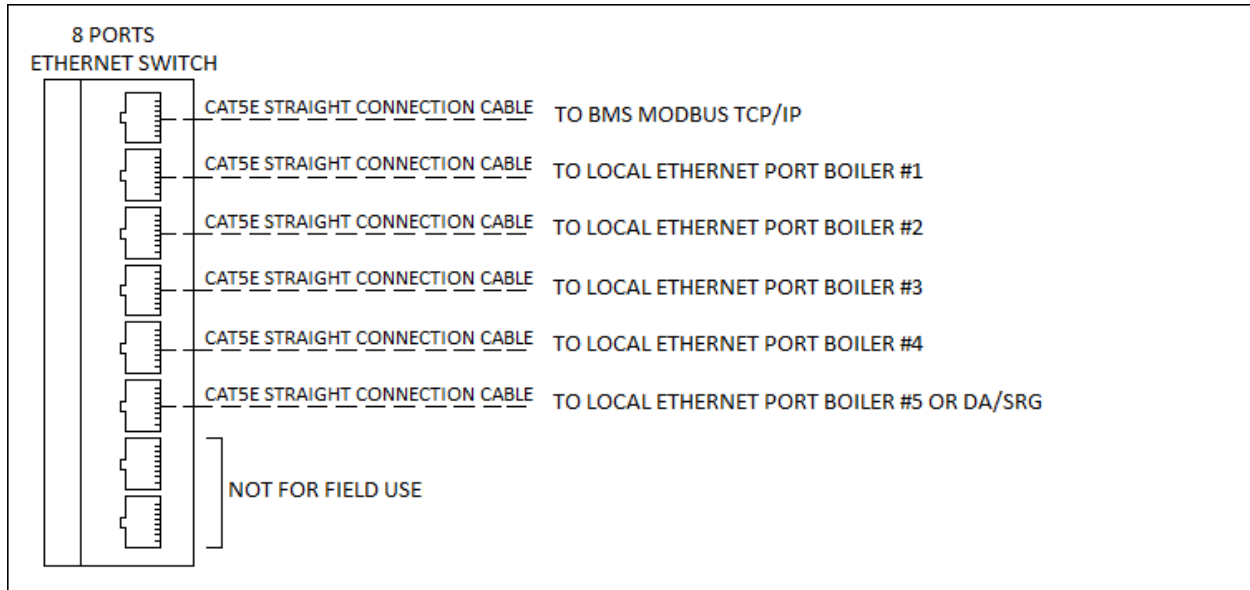 8 PORTS
ETHERNET SWITCH
CAT5E STRAIGHT CONNECTION CABLE TO BMS MODBUS TCP/IP
CAT5E STRAIGHT CONNECTION CABLE TO LOCAL ETHERNET PORT BOILER #1
CAT5E STRAIGHT CONNECTION CABLE TO LOCAL ETHERNET PORT BOILER #2
CAT5E STRAIGHT CONNECTION CABLE TO LOCAL ETHERNET PORT BOILER #3
CAT5E STRAIGHT CONNECTION CABLE TO LOCAL ETHERNET PORT BOILER #4
CAT5E STRAIGHT CONNECTION CABLE TO LOCAL ETHERNET PORT BOILER #5 OR DA/SRG
NOT FOR FIELD USE